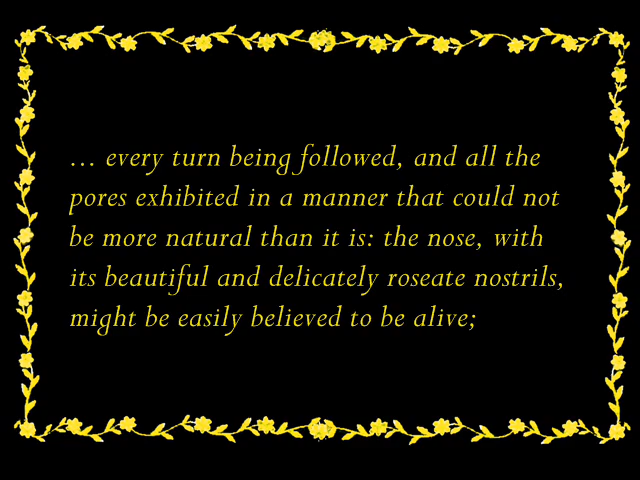 ... every turn being followed, and all the
pores exhibited in a manner that could not
be more natural than it is: the nose, with
its beautiful and delicately roseate nostrils,
might be easily believed to be alive;